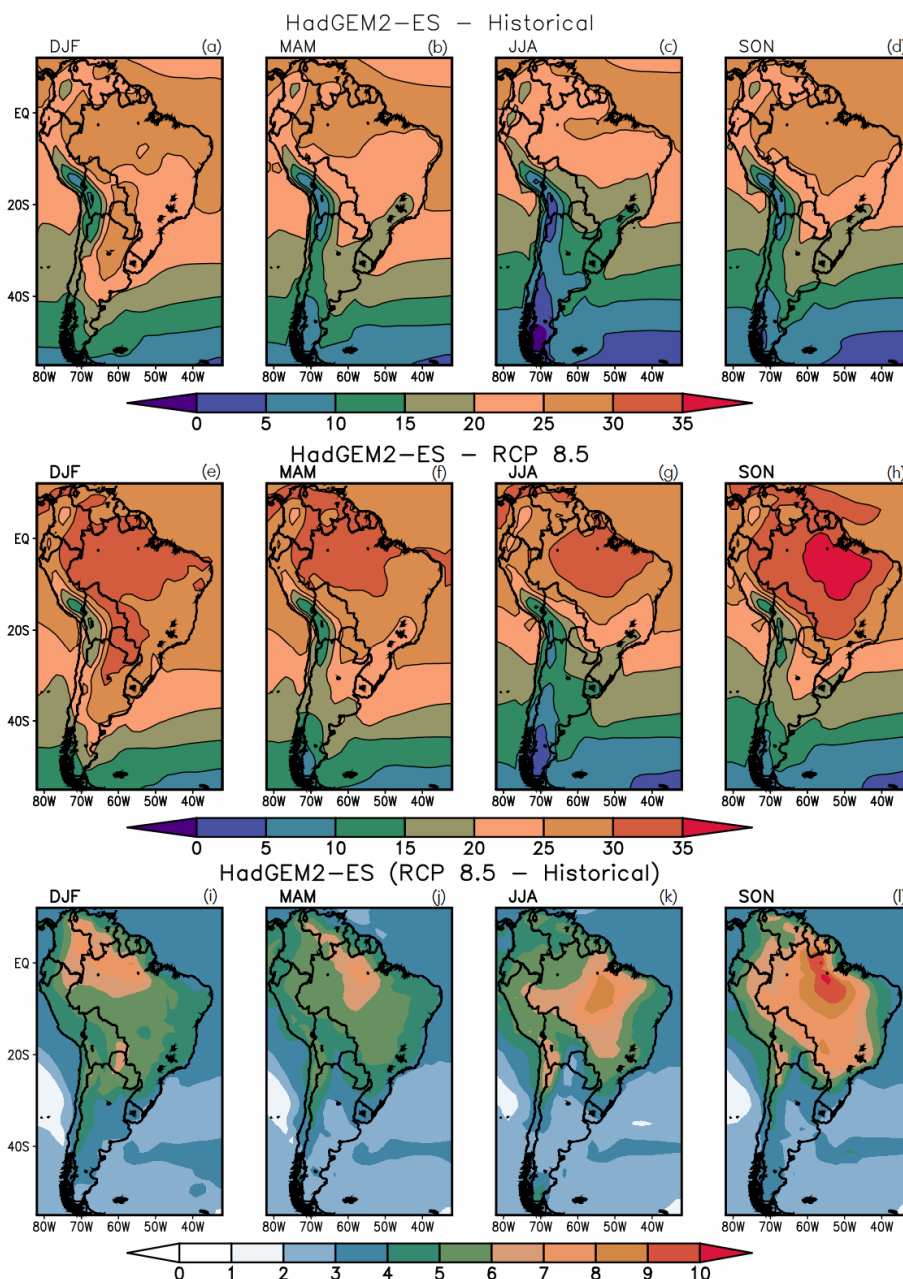 HadGEM2-ES - Historical
DJF (a) MAM (b) JJA (c) SON (d)
EQ
20S
40S
80W 70W 60W 50W 40W 80W 70W 60W 50W 40W 80W 70W 60W 50W 40W 80W 70W 60W 50W 40W
0 5 10 15 20 25 30 35
HadGEM2-ES - RCP 8.5
DJF (e) MAM (f) JJA (g) SON (h)
EQ
20S
40S
80W 70W 60W 50W 40W 80W 70W 60W 50W 40W 80W 70W 60W 50W 40W 80W 70W 60W 50W 40W
0 5 10 15 20 25 30 35
HadGEM2-ES (RCP 8.5 - Historical)
DJF (i) MAM (j) JJA (k) SON (l)
EQ
20S
40S
80W 70W 60W 50W 40W 80W 70W 60W 50W 40W 80W 70W 60W 50W 40W 80W 70W 60W 50W 40W
0 1 2 3 4 5 6 7 8 9 10